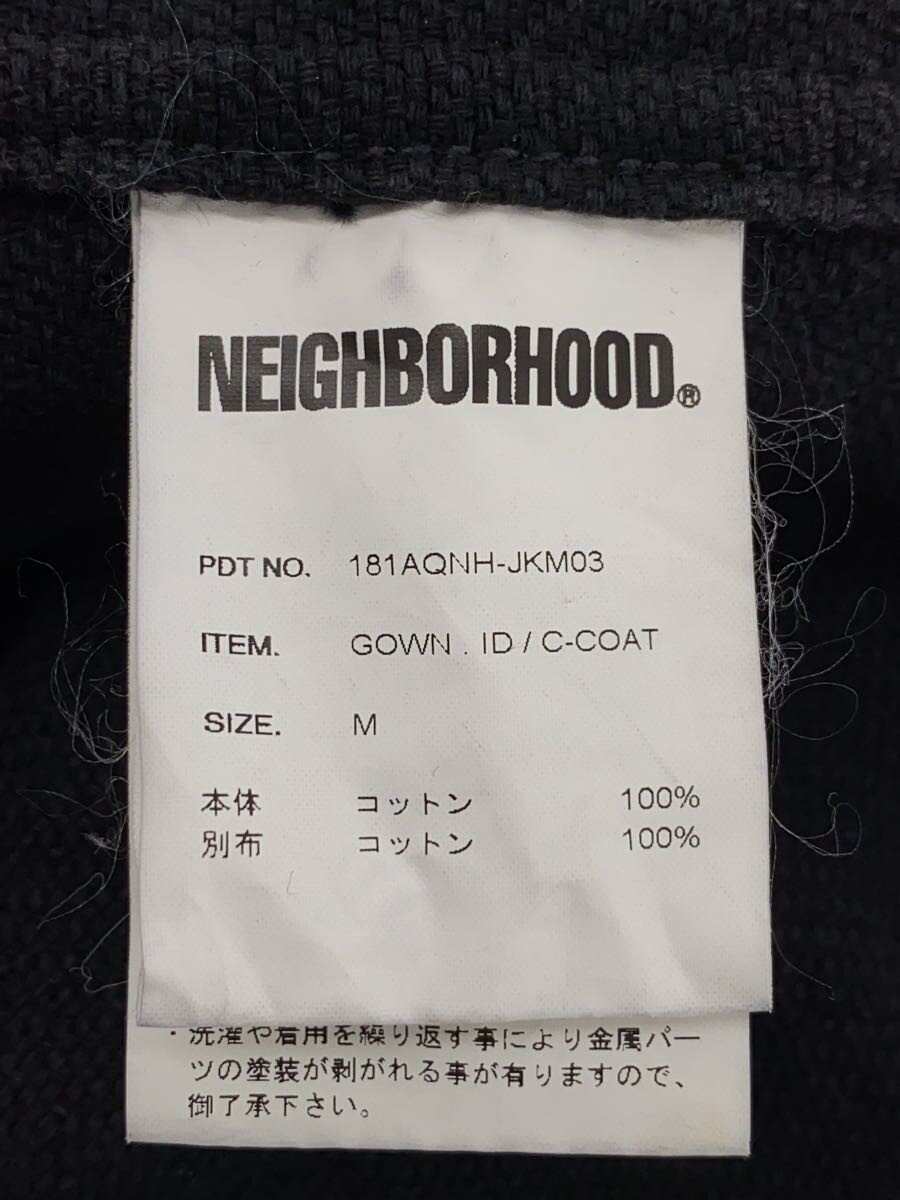 NEIGHBORHOOD®
PDT NO. 181AQNH-JKM03
ITEM. GOWN . ID / C-COAT
SIZE. M
本体 コットン 100%
別布 コットン 100%
・洗濯や着用を繰り返す事により金属パー
ツの塗装が剥がれる事が有りますので、
御了承下さい。